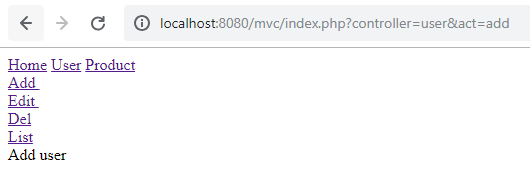 localhost:8080/mvc/index.php?controller=user&act=add
Home User Product
Add
Edit
Del
List
Add user